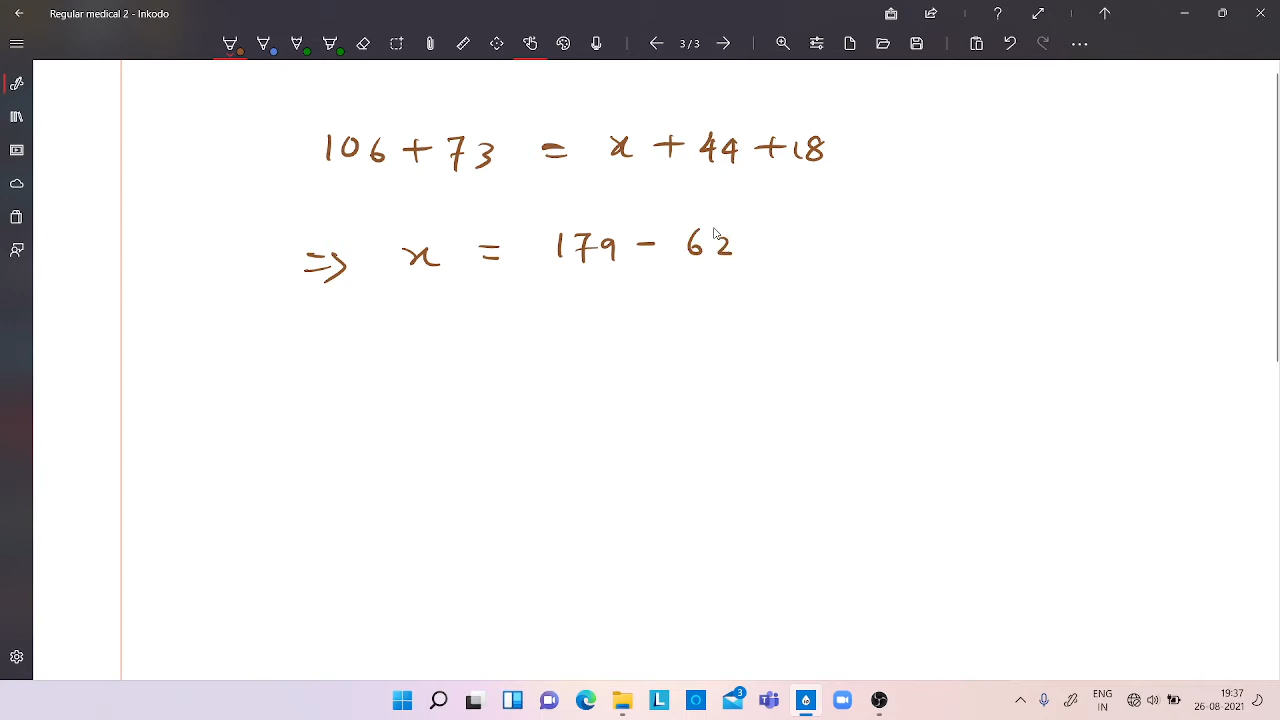 Regular medical 2 - Inkodo
3/3
106 + 73 = x + 44 + 18
⇒ x = 179 - 62
3
ENG
IN
19:37
26-08-2021